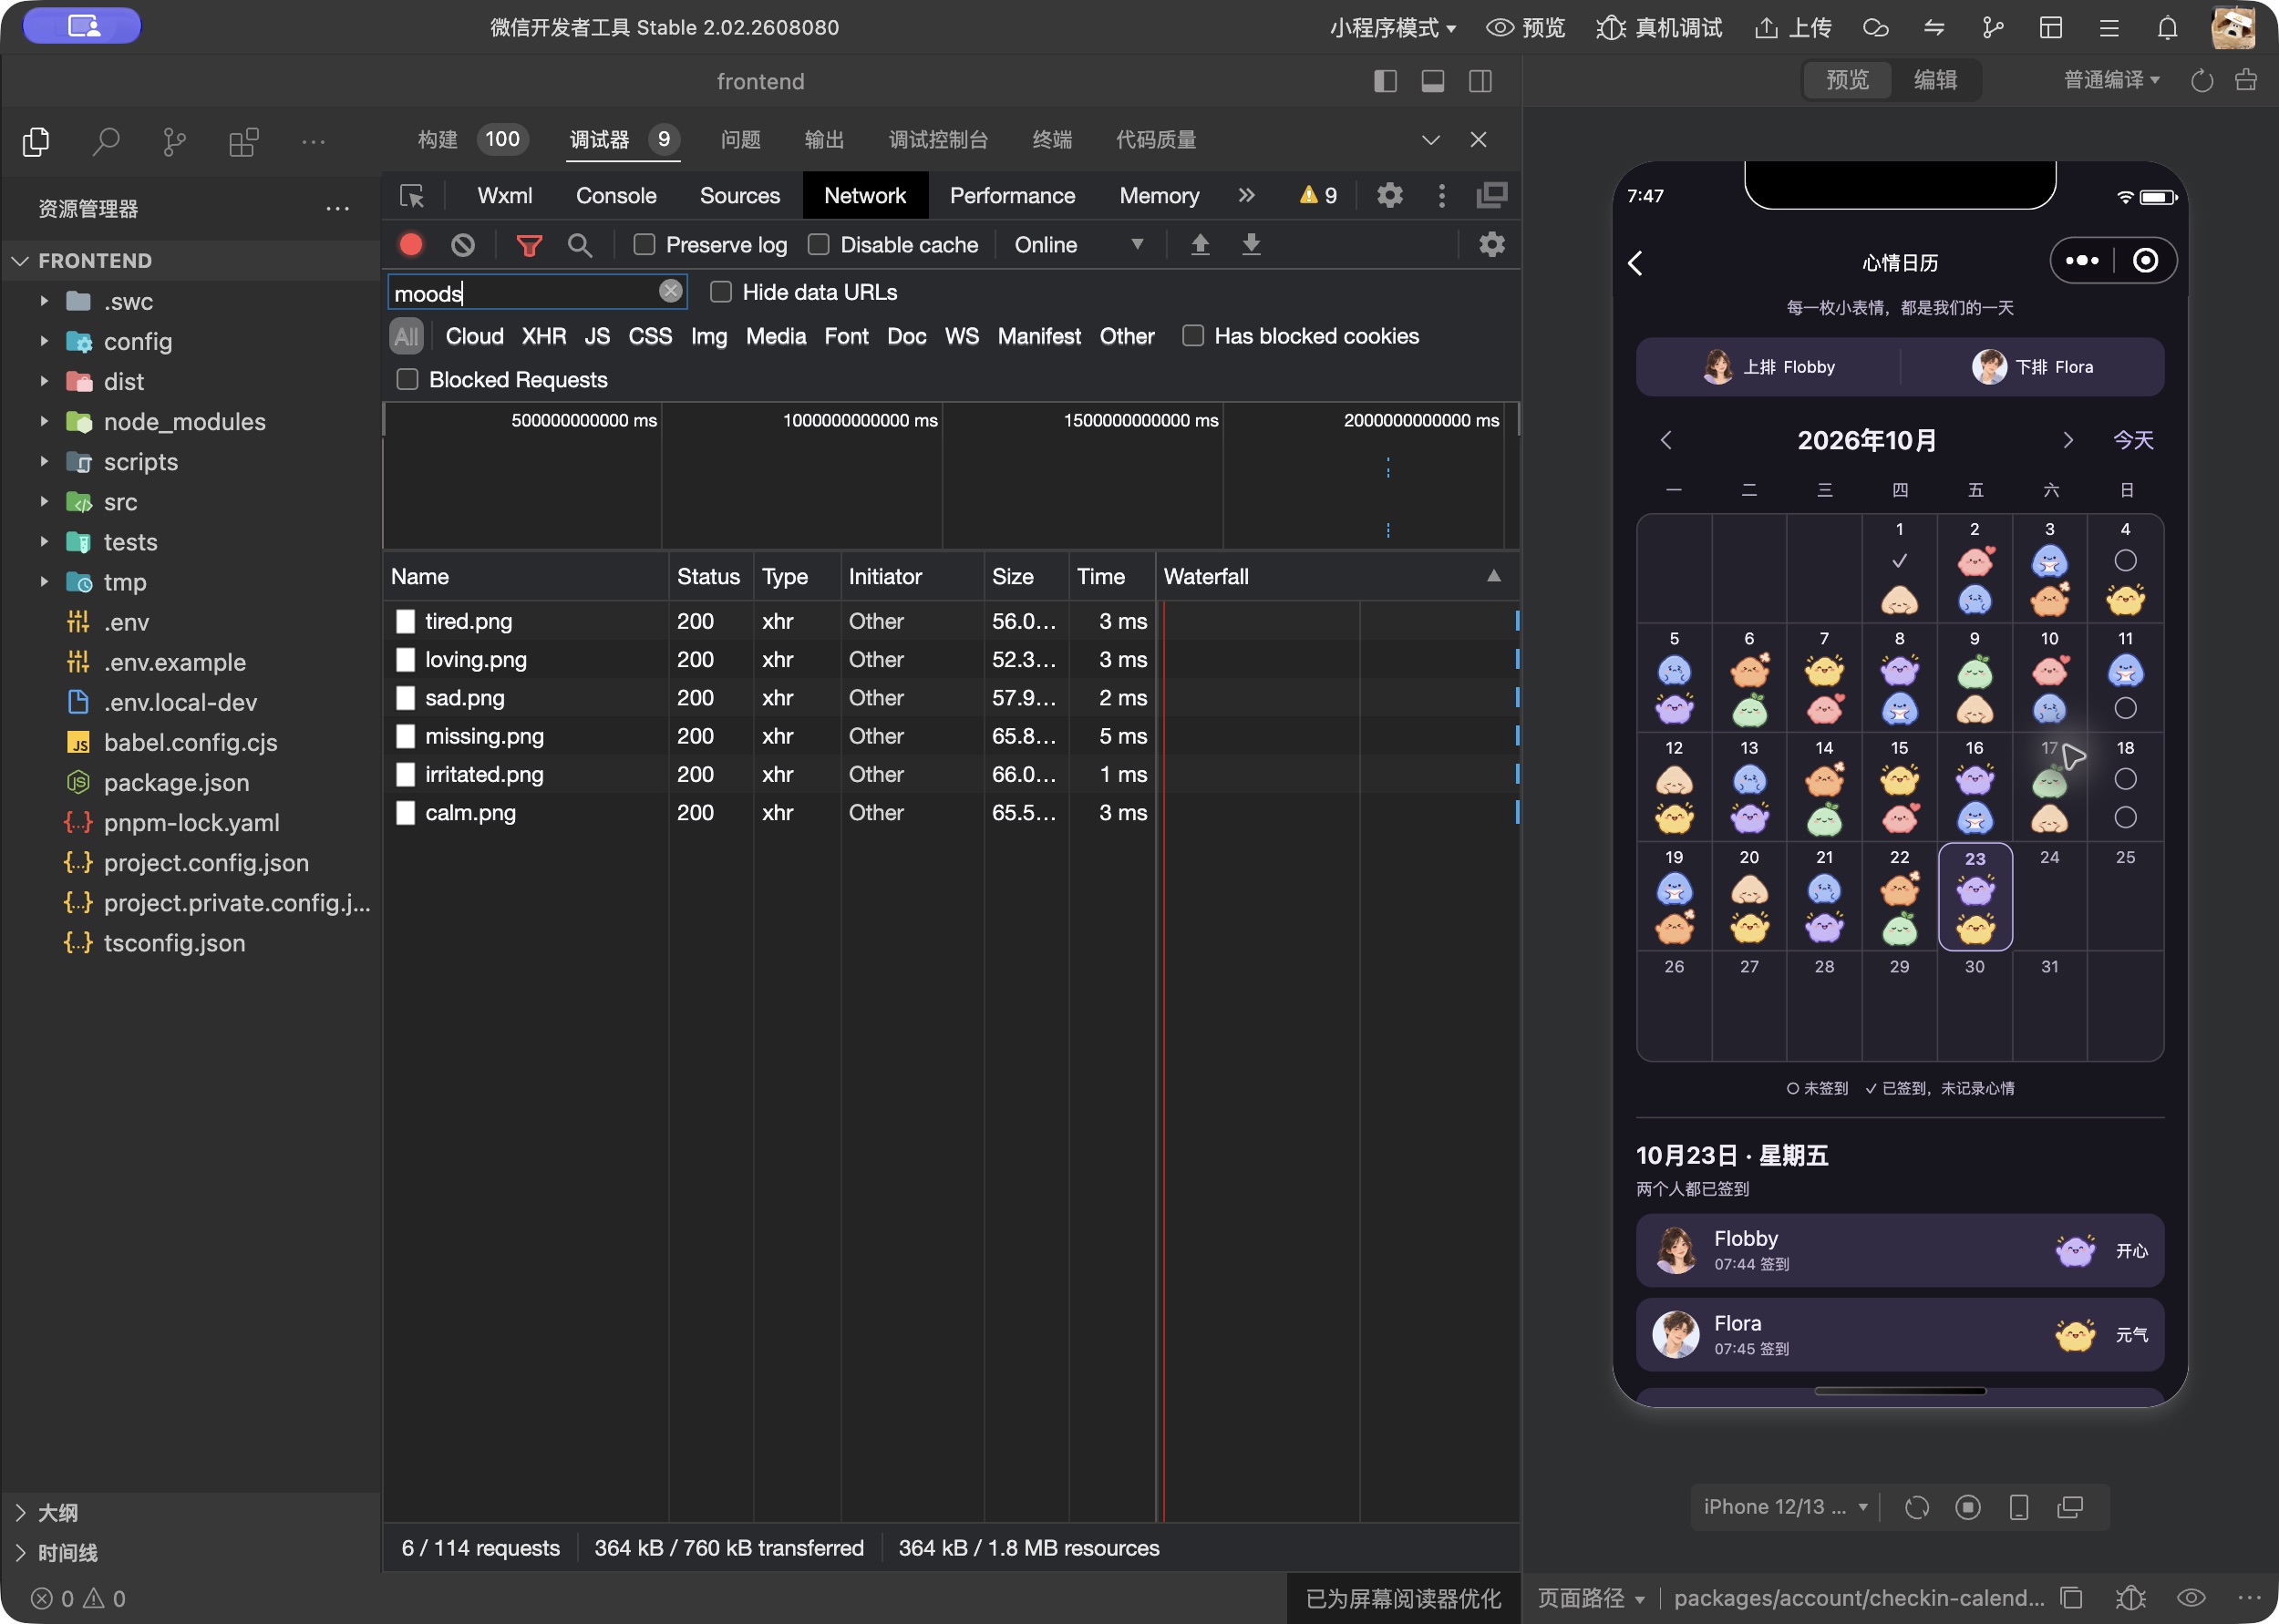 微信开发者工具 Stable 2.02.2608080
小程序模式 预览 真机调试 上传
frontend
预览 编辑 普通编译
构建 100 调试器 9 问题 输出 调试控制台 终端 代码质量
Wxml Console Sources Network Performance Memory 9
资源管理器
FRONTEND
.swc
config
dist
node_modules
scripts
src
tests
tmp
.env
.env.example
.env.local-dev
babel.config.cjs
package.json
pnpm-lock.yaml
project.config.json
project.private.config.j...
tsconfig.json
大纲
时间线
0 0
Preserve log Disable cache Online
moods Hide data URLs
All Cloud XHR JS CSS Img Media Font Doc WS Manifest Other Has blocked cookies
Blocked Requests
500000000000 ms 1000000000000 ms 1500000000000 ms 2000000000000 ms
Name Status Type Initiator Size Time Waterfall
tired.png 200 xhr Other 56.0... 3 ms
loving.png 200 xhr Other 52.3... 3 ms
sad.png 200 xhr Other 57.9... 2 ms
missing.png 200 xhr Other 65.8... 5 ms
irritated.png 200 xhr Other 66.0... 1 ms
calm.png 200 xhr Other 65.5... 3 ms
6 / 114 requests 364 kB / 760 kB transferred 364 kB / 1.8 MB resources
已为屏幕阅读器优化
7:47
心情日历
每一枚小表情，都是我们的一天
上排 Flobby 下排 Flora
2026年10月 今天
一 二 三 四 五 六 日
1 2 3 4
5 6 7 8 9 10 11
12 13 14 15 16 17 18
19 20 21 22 23 24 25
26 27 28 29 30 31
未签到 已签到，未记录心情
10月23日 · 星期五
两个人都已签到
Flobby
07:44 签到
开心
Flora
07:45 签到
元气
iPhone 12/13 ...
页面路径 packages/account/checkin-calend...